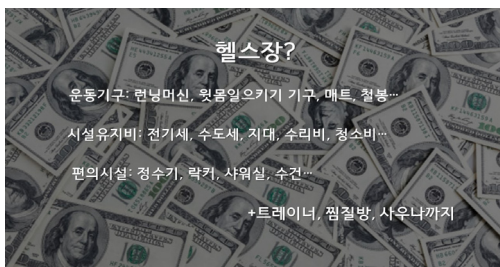 헬스장?
운동기구: 런닝머신, 윗몸일으키기 기구, 매트, 철봉…
시설유지비: 전기세, 수도세, 지대, 수리비, 청소비…
편의시설: 정수기, 락커, 샤워실, 수건…
+트레이너, 찜질방, 사우나까지